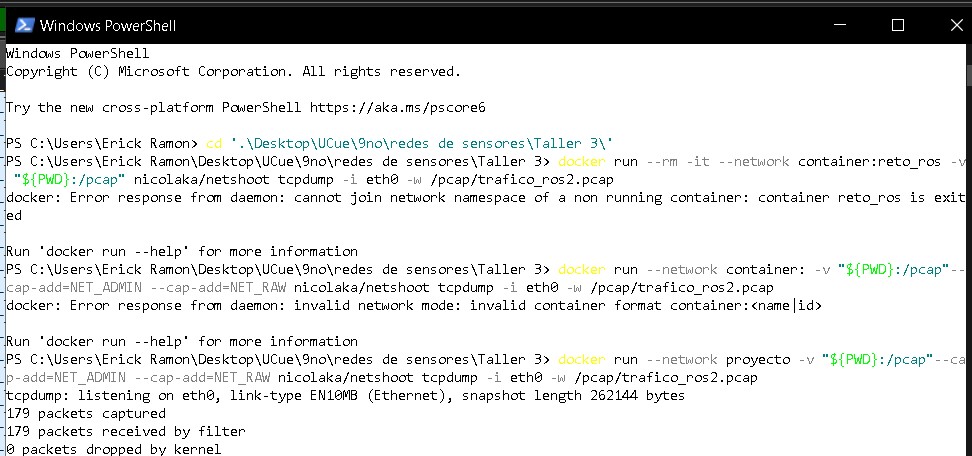 Windows PowerShell
Windows PowerShell
Copyright (C) Microsoft Corporation. All rights reserved.
Try the new cross-platform PowerShell https://aka.ms/pscore6
PS C:\Users\Erick Ramon> cd '.\Desktop\UCue\9no\redes de sensores\Taller 3\'
PS C:\Users\Erick Ramon\Desktop\UCue\9no\redes de sensores\Taller 3> docker run --rm -it --network container:reto_ros -v
"${PWD}:/pcap" nicolaka/netshoot tcpdump -i eth0 -w /pcap/trafico_ros2.pcap
docker: Error response from daemon: cannot join network namespace of a non running container: container reto_ros is exit
ed
Run 'docker run --help' for more information
PS C:\Users\Erick Ramon\Desktop\UCue\9no\redes de sensores\Taller 3> docker run --network container: -v "${PWD}:/pcap"--
cap-add=NET_ADMIN --cap-add=NET_RAW nicolaka/netshoot tcpdump -i eth0 -w /pcap/trafico_ros2.pcap
docker: Error response from daemon: invalid network mode: invalid container format container:<name|id>
Run 'docker run --help' for more information
PS C:\Users\Erick Ramon\Desktop\UCue\9no\redes de sensores\Taller 3> docker run --network proyecto -v "${PWD}:/pcap"--ca
p-add=NET_ADMIN --cap-add=NET_RAW nicolaka/netshoot tcpdump -i eth0 -w /pcap/trafico_ros2.pcap
tcpdump: listening on eth0, link-type EN10MB (Ethernet), snapshot length 262144 bytes
179 packets captured
179 packets received by filter
0 packets dropped by kernel